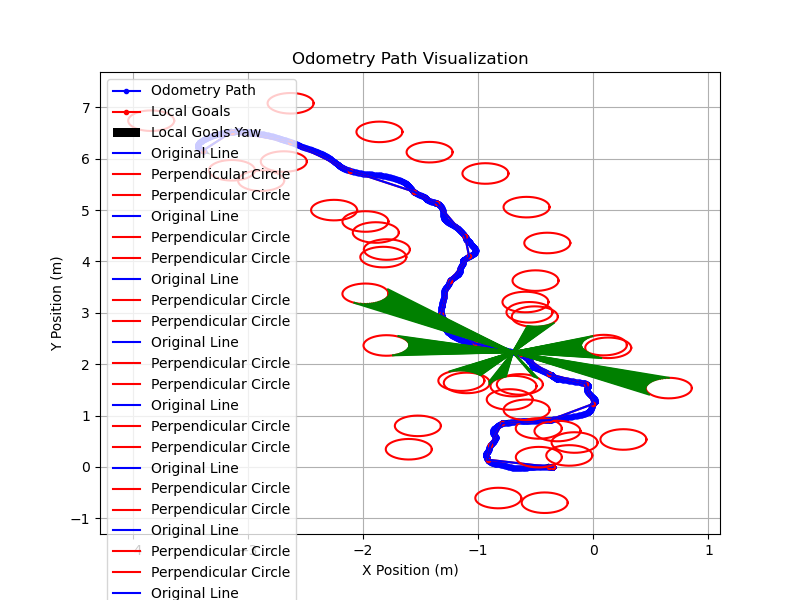 Odometry Path Visualization
Y Position (m)
7
6
5
4
3
2
1
0
−1
Odometry Path
Local Goals
Local Goals Yaw
Original Line
Perpendicular Circle
Perpendicular Circle
Original Line
Perpendicular Circle
Perpendicular Circle
Original Line
Perpendicular Circle
Perpendicular Circle
Original Line
Perpendicular Circle
Perpendicular Circle
Original Line
Perpendicular Circle
Perpendicular Circle
Original Line
Perpendicular Circle
Perpendicular Circle
Original Line
Perpendicular Circle
Perpendicular Circle
Original Line
−4 −3 −2 −1 0 1
X Position (m)